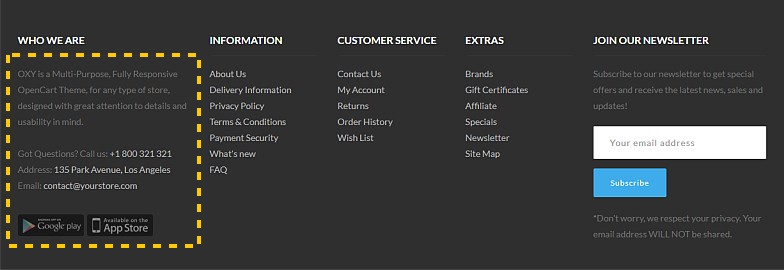 WHO WE ARE
OXY is a Multi-Purpose, Fully Responsive
OpenCart Theme, for any type of store,
designed with great attention to details and
usability in mind.
Got Questions? Call us: +1 800 321 321
Address: 135 Park Avenue, Los Angeles
Email: contact@yourstore.com
ANDROID APP ON
Google play
Available on the
App Store
INFORMATION
About Us
Delivery Information
Privacy Policy
Terms & Conditions
Payment Security
What's new
FAQ
CUSTOMER SERVICE
Contact Us
My Account
Returns
Order History
Wish List
EXTRAS
Brands
Gift Certificates
Affiliate
Specials
Newsletter
Site Map
JOIN OUR NEWSLETTER
Subscribe to our newsletter to get special
offers and receive the latest news, sales and
updates!
Your email address
Subscribe
*Don't worry, we respect your privacy. Your
email address WILL NOT be shared.